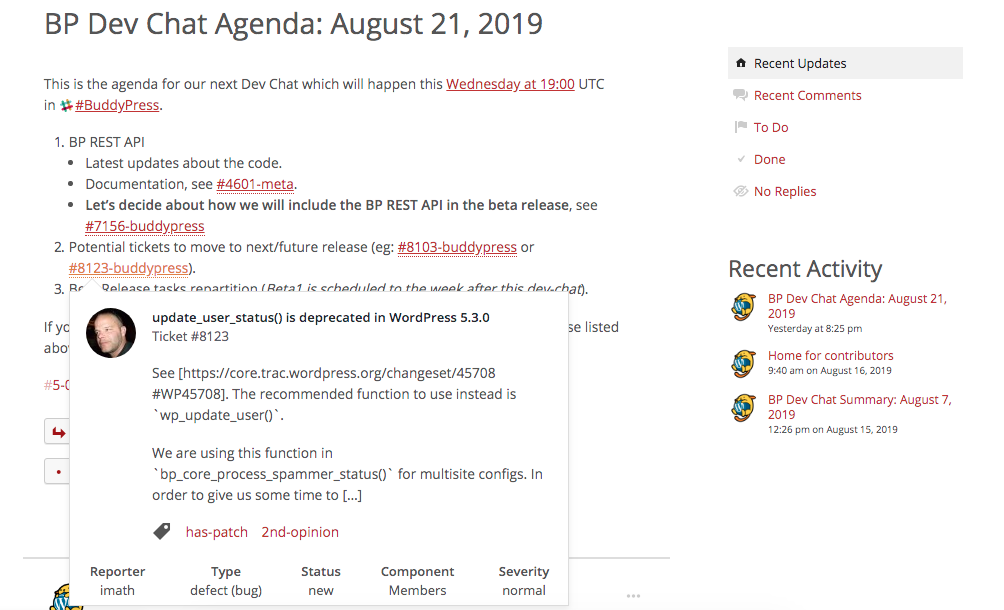 BP Dev Chat Agenda: August 21, 2019
This is the agenda for our next Dev Chat which will happen this Wednesday at 19:00 UTC
in #BuddyPress.
1. BP REST API
• Latest updates about the code.
• Documentation, see #4601-meta.
• Let's decide about how we will include the BP REST API in the beta release, see
#7156-buddypress
2. Potential tickets to move to next/future release (eg: #8103-buddypress or
#8123-buddypress).
3. Beta Release tasks repartition (Beta1 is scheduled to the week after this dev-chat).
If yo
se listed
abov
#5-0
update_user_status() is deprecated in WordPress 5.3.0
Ticket #8123
See [https://core.trac.wordpress.org/changeset/45708
#WP45708]. The recommended function to use instead is
`wp_update_user()`.
We are using this function in
`bp_core_process_spammer_status()` for multisite configs. In
order to give us some time to [...]
has-patch 2nd-opinion
Reporter Type Status Component Severity
imath defect (bug) new Members normal
Recent Updates
Recent Comments
To Do
Done
No Replies
Recent Activity
BP Dev Chat Agenda: August 21,
2019
Yesterday at 8:25 pm
Home for contributors
9:40 am on August 16, 2019
BP Dev Chat Summary: August 7,
2019
12:26 pm on August 15, 2019